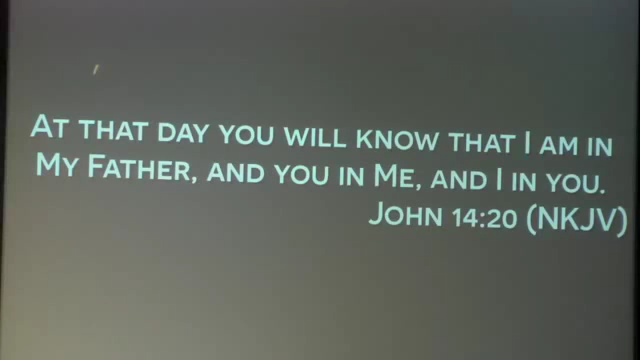 At that day you will know that I am in
My Father, and you in Me, and I in you.
John 14:20 (NKJV)